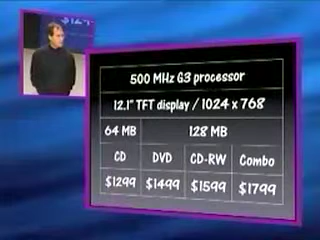 500 MHz G3 processor
12.1" TFT display / 1024 x 768
64 MB 128 MB
CD DVD CD-RW Combo
$1299 $1499 $1599 $1799